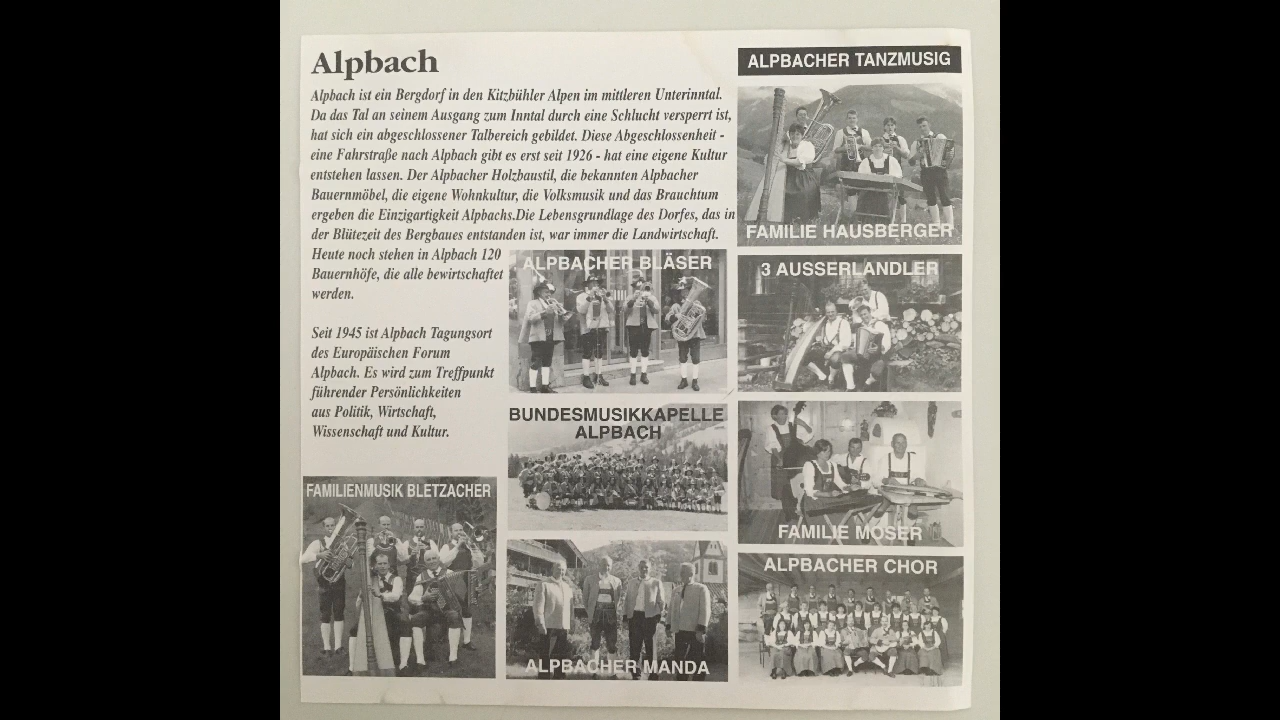 Alpbach
Alpbach ist ein Bergdorf in den Kitzbühler Alpen im mittleren Unterinntal.
Da das Tal an seinem Ausgang zum Inntal durch eine Schlucht versperrt ist,
hat sich ein abgeschlossener Talbereich gebildet. Diese Abgeschlossenheit -
eine Fahrstraße nach Alpbach gibt es erst seit 1926 - hat eine eigene Kultur
entstehen lassen. Der Alpbacher Holzbaustil, die bekannten Alpbacher
Bauernmöbel, die eigene Wohnkultur, die Volksmusik und das Brauchtum
ergeben die Einzigartigkeit Alpbachs.Die Lebensgrundlage des Dorfes, das in
der Blütezeit des Bergbaues entstanden ist, war immer die Landwirtschaft.
Heute noch stehen in Alpbach 120
Bauernhöfe, die alle bewirtschaftet
werden.
Seit 1945 ist Alpbach Tagungsort
des Europäischen Forum
Alpbach. Es wird zum Treffpunkt
führender Persönlichkeiten
aus Politik, Wirtschaft,
Wissenschaft und Kultur.
FAMILIENMUSIK BLETZACHER
ALPBACHER BLÄSER
BUNDESMUSIKKAPELLE
ALPBACH
ALPBACHER MANDA
ALPBACHER TANZMUSIG
FAMILIE HAUSBERGER
3 AUSSERLANDLER
FAMILIE MOSER
ALPBACHER CHOR